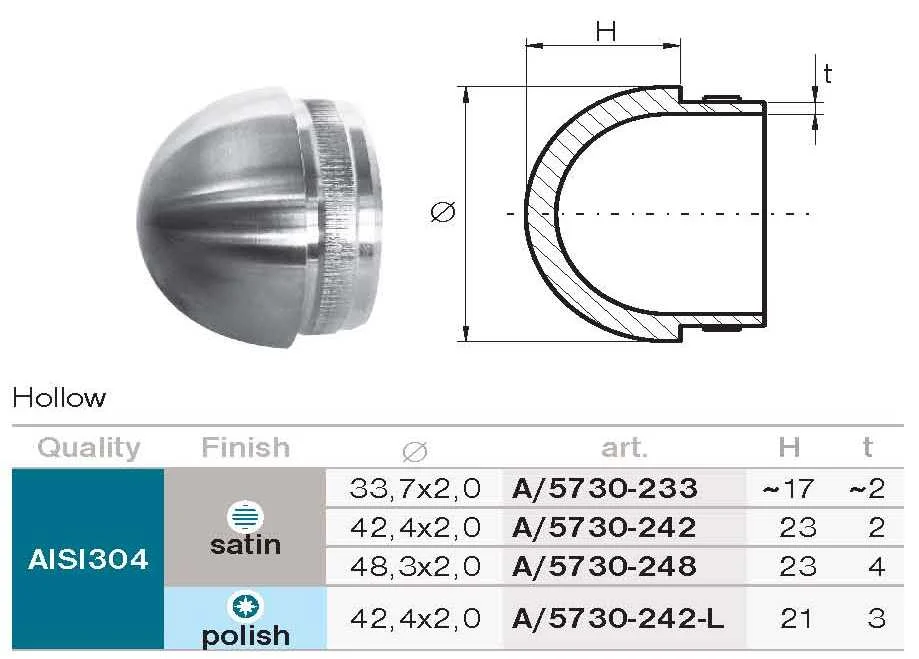 H
t
Ø
Hollow
Quality Finish Ø art. H t
AISI304 satin 33,7x2,0 A/5730-233 ~17 ~2
42,4x2,0 A/5730-242 23 2
48,3x2,0 A/5730-248 23 4
polish 42,4x2,0 A/5730-242-L 21 3